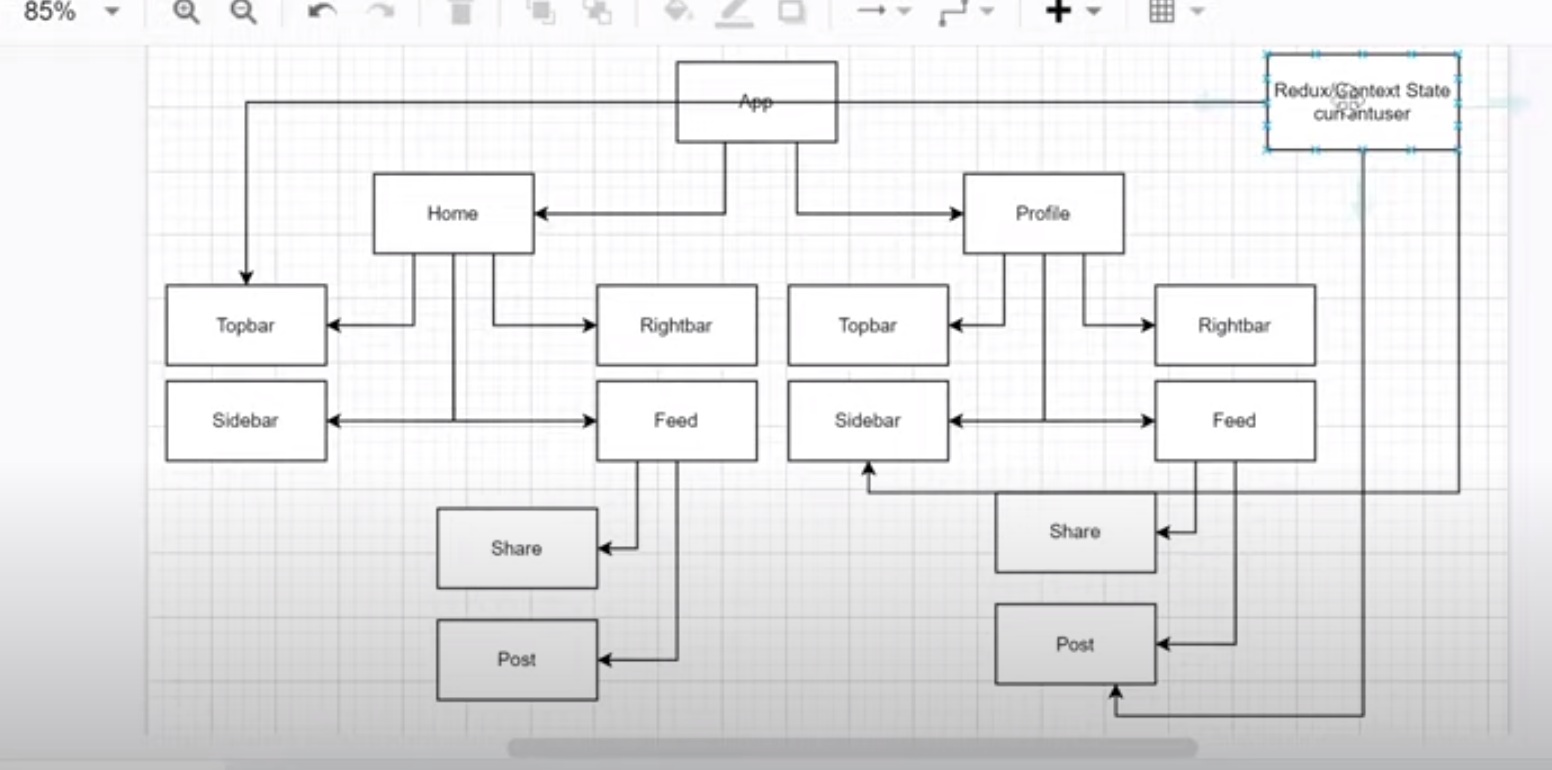 85%
App
Redux/Context State
currantuser
Home
Profile
Topbar
Rightbar
Topbar
Rightbar
Sidebar
Feed
Sidebar
Feed
Share
Share
Post
Post